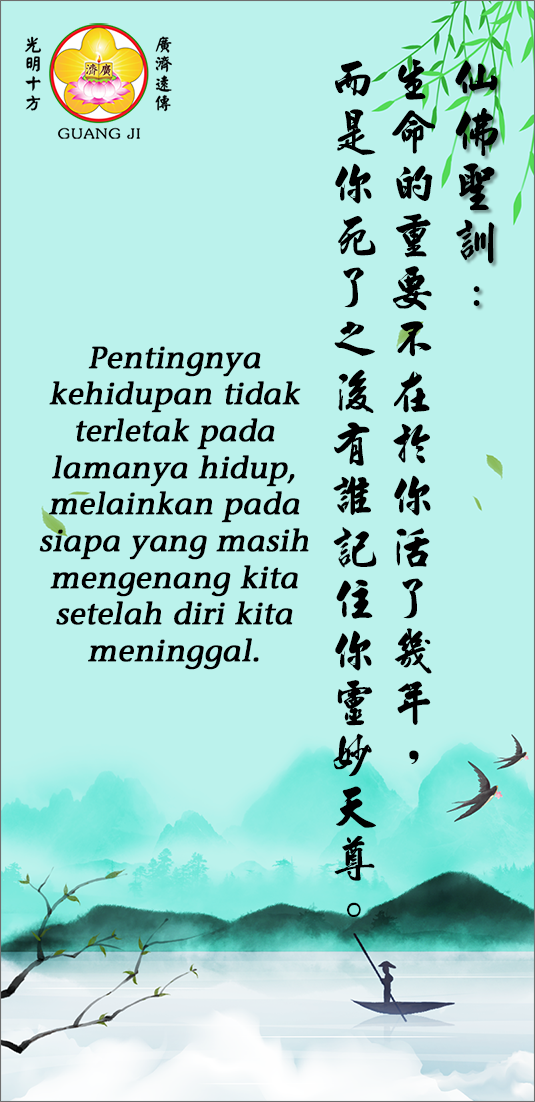 光明十方
濟廣
廣濟遠傳
GUANG JI
仙佛聖訓：
生命的重要不在於你活了幾年，
而是你死了之後有誰記住你靈妙天尊。
Pentingnya
kehidupan tidak
terletak pada
lamanya hidup,
melainkan pada
siapa yang masih
mengenang kita
setelah diri kita
meninggal.